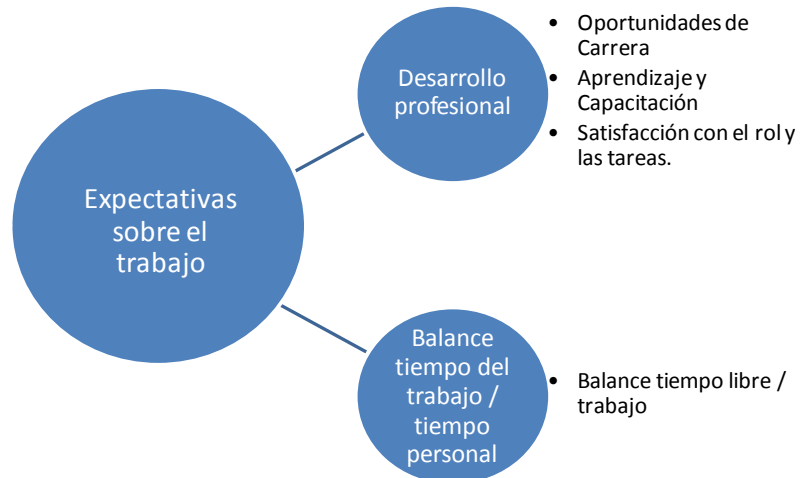 Expectativas
sobre el
trabajo
Desarrollo
profesional
• Oportunidades de
Carrera
• Aprendizaje y
Capacitación
• Satisfacción con el rol y
las tareas.
Balance
tiempo del
trabajo /
tiempo
personal
• Balance tiempo libre /
trabajo